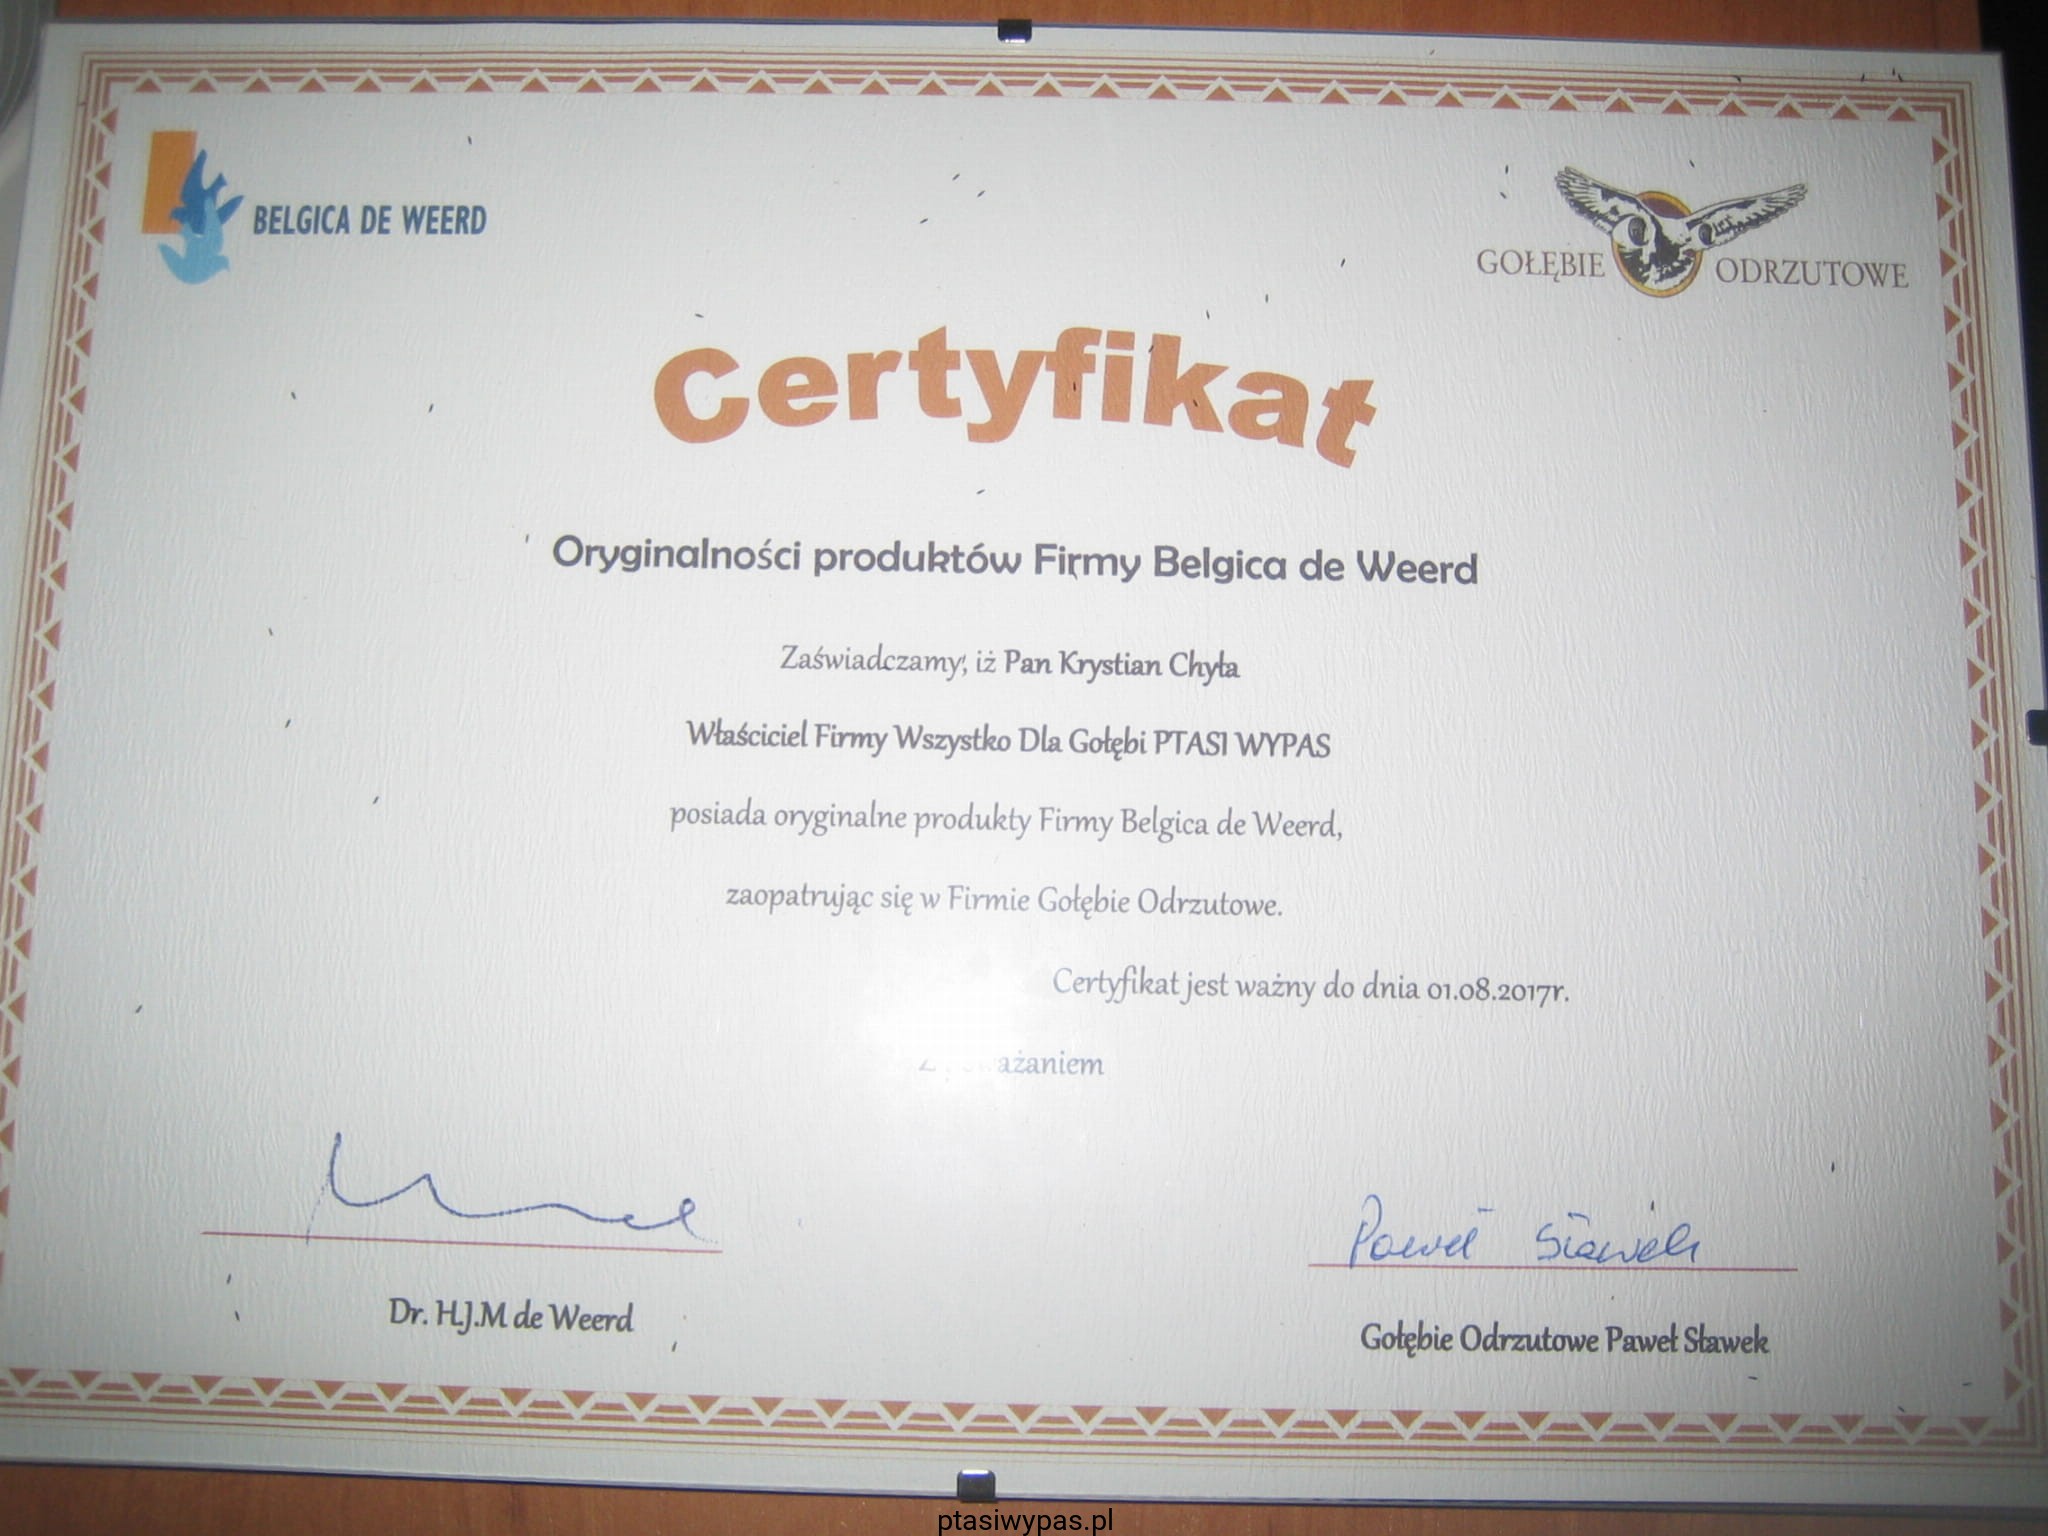 BELGICA DE WEERD
GOŁĘBIE ODRZUTOWE
Certyfikat
Oryginalności produktów Firmy Belgica de Weerd
Zaświadczamy, iż Pan Krystian Chyła
Właściciel Firmy Wszystko Dla Gołębi PTASI WYPAS
posiada oryginalne produkty Firmy Belgica de Weerd,
zaopatrując się w Firmie Gołębie Odrzutowe.
Certyfikat jest ważny do dnia 01.08.2017r.
Paweł Sławek
Dr. H.J.M de Weerd
Gołębie Odrzutowe Paweł Sławek
ptasiwypas.pl